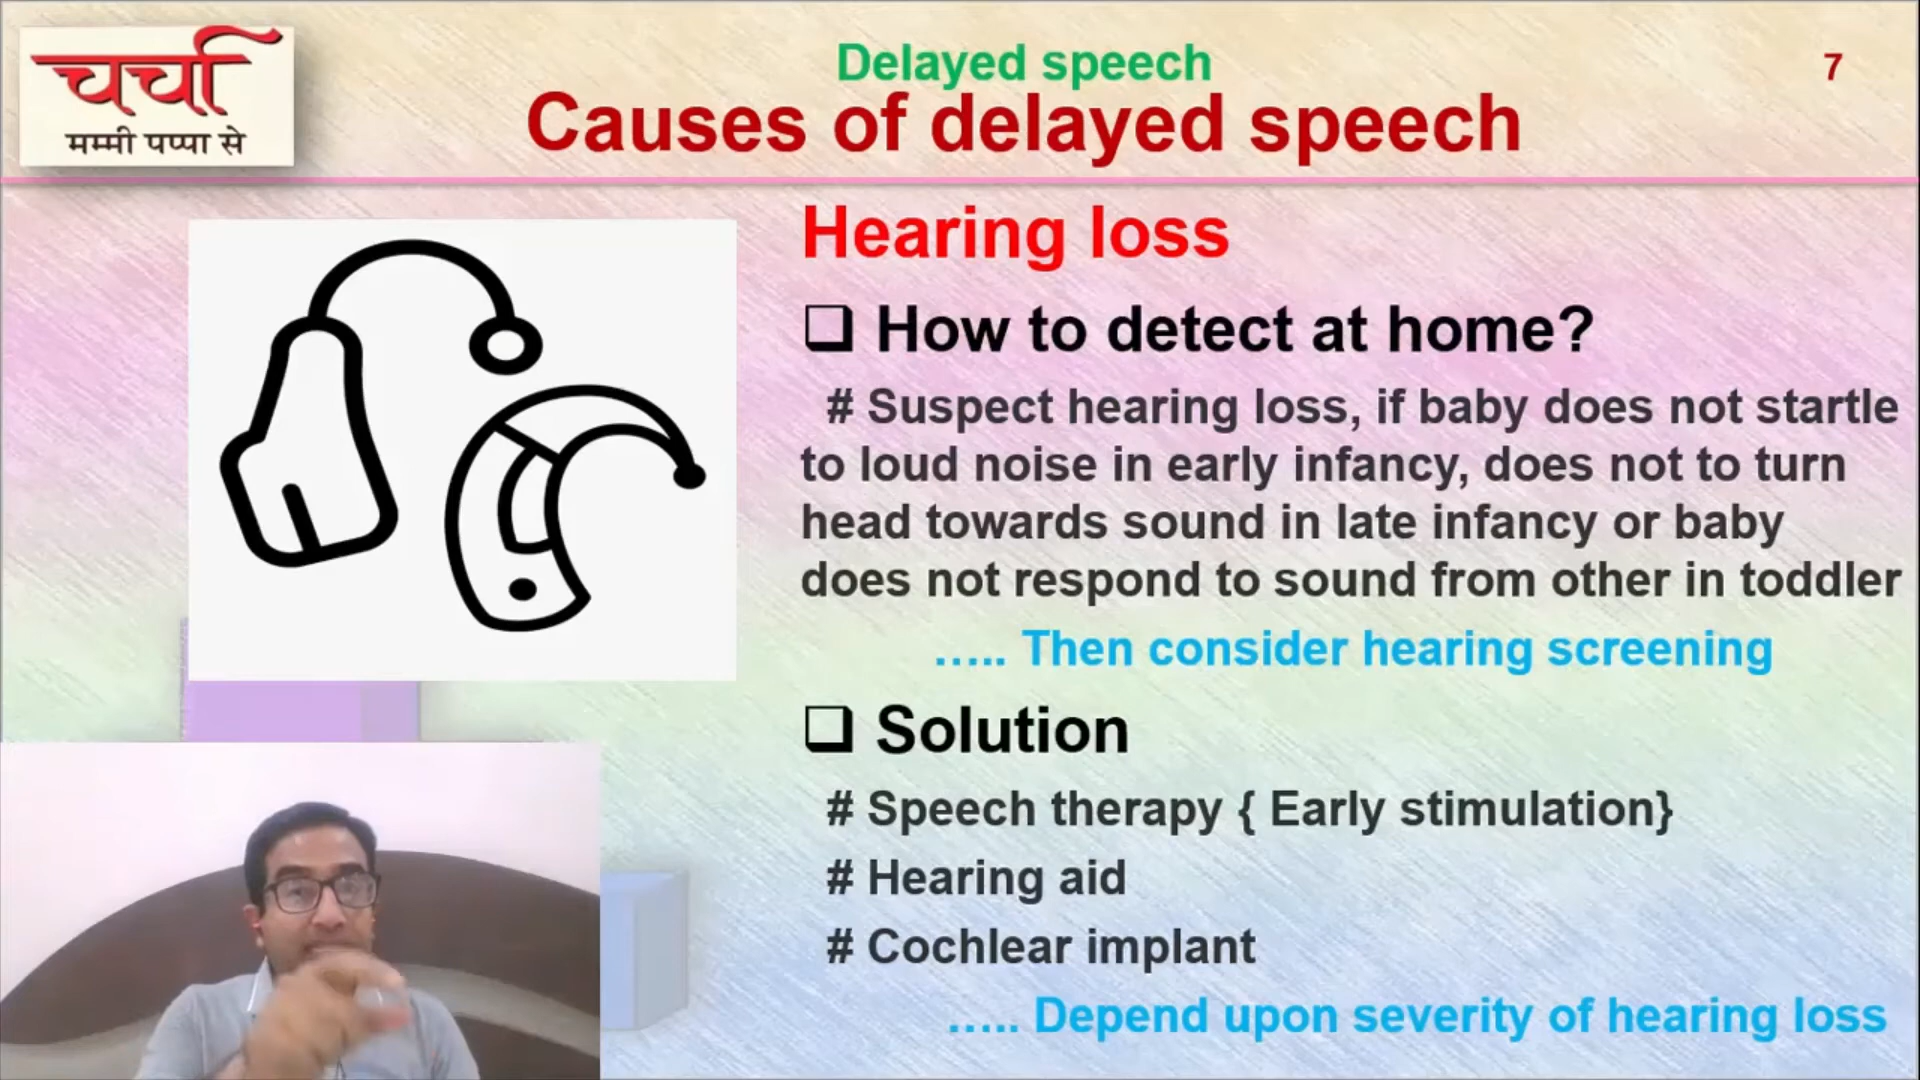 चर्चा
मम्मी पप्पा से
Delayed speech
7
Causes of delayed speech
Hearing loss
❑ How to detect at home?
# Suspect hearing loss, if baby does not startle
to loud noise in early infancy, does not to turn
head towards sound in late infancy or baby
does not respond to sound from other in toddler
….. Then consider hearing screening
❑ Solution
# Speech therapy { Early stimulation}
# Hearing aid
# Cochlear implant
….. Depend upon severity of hearing loss